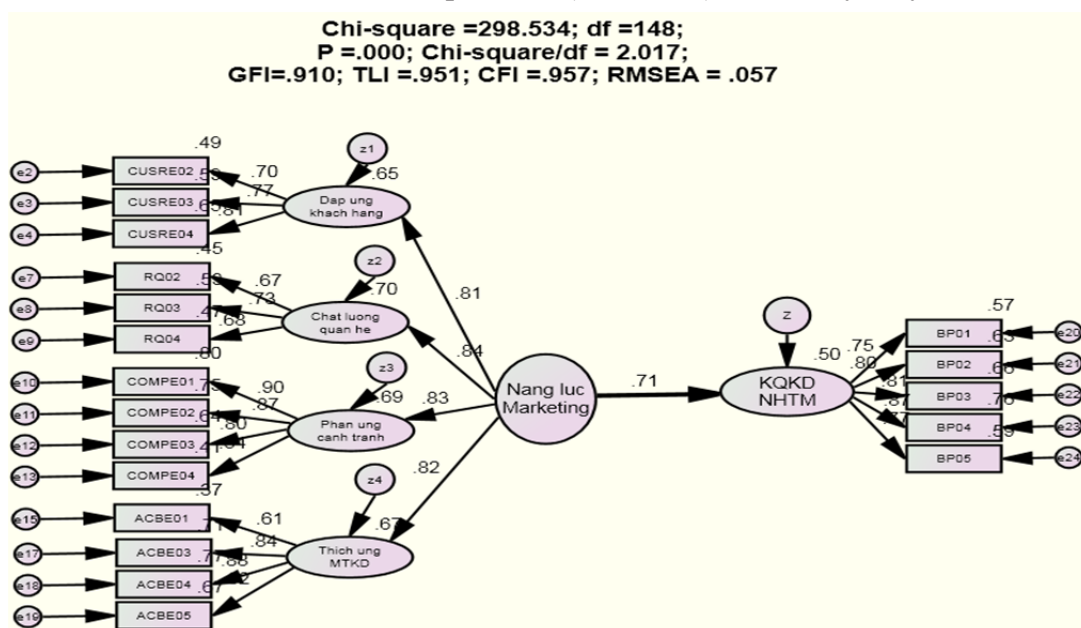 Chi-square =298.534; df =148;
P =.000; Chi-square/df = 2.017;
GFI=.910; TLI =.951; CFI =.957; RMSEA = .057
.49
e2
CUSRE02
.70
e3
CUSRE03
.77
e4
CUSRE04
.81
z1
.65
Dap ung
khach hang
.45
e7
RQ02
.67
e8
RQ03
.73
e9
RQ04
.68
z2
.70
Chat luong
quan he
.80
e10
COMPE01
.90
e11
COMPE02
.87
e12
COMPE03
.80
e13
COMPE04
z3
.69
Phan ung
canh tranh
.37
e15
ACBE01
.61
e17
ACBE03
.84
e18
ACBE04
.88
e19
ACBE05
.67
z4
.67
Thich ung
MTKD
.81
.84
.83
.82
Nang luc
Marketing
.71
z
.50
KQKD
NHTM
.57
.75
BP01
e20
.80
BP02
e21
.81
BP03
e22
.87
BP04
e23
.77
BP05
e24